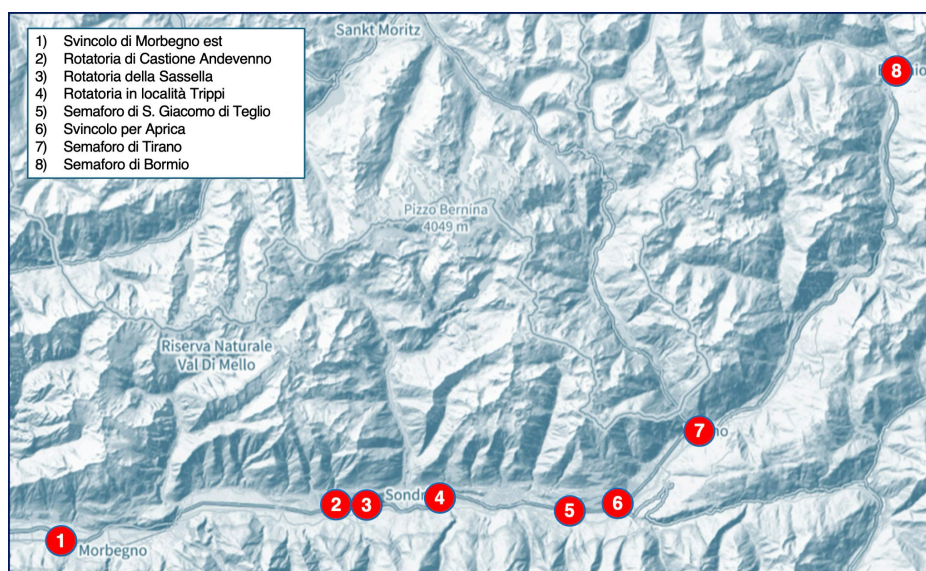 1) Svincolo di Morbegno est
2) Rotatoria di Castione Andevenno
3) Rotatoria della Sassella
4) Rotatoria in località Trippi
5) Semaforo di S. Giacomo di Teglio
6) Svincolo per Aprica
7) Semaforo di Tirano
8) Semaforo di Bormio
Sankt Moritz
8
Pizzo Bernina
4049 m
Riserva Naturale
Val Di Mello
7
2
3
4
5
6
1
Morbegno